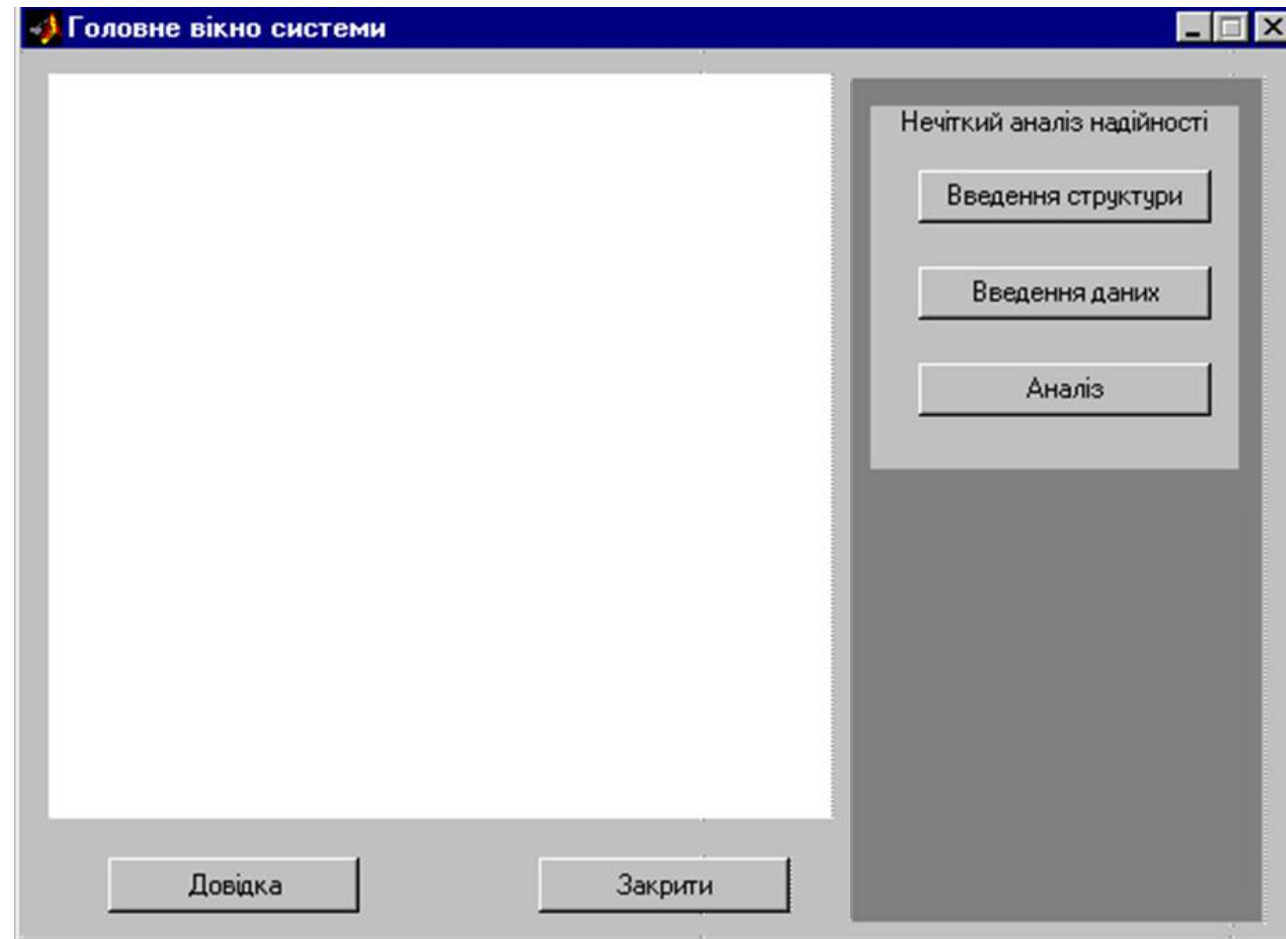 Головне вікно системи
Нечіткий аналіз надійності
Введення структури
Введення даних
Аналіз
Довідка
Закрити